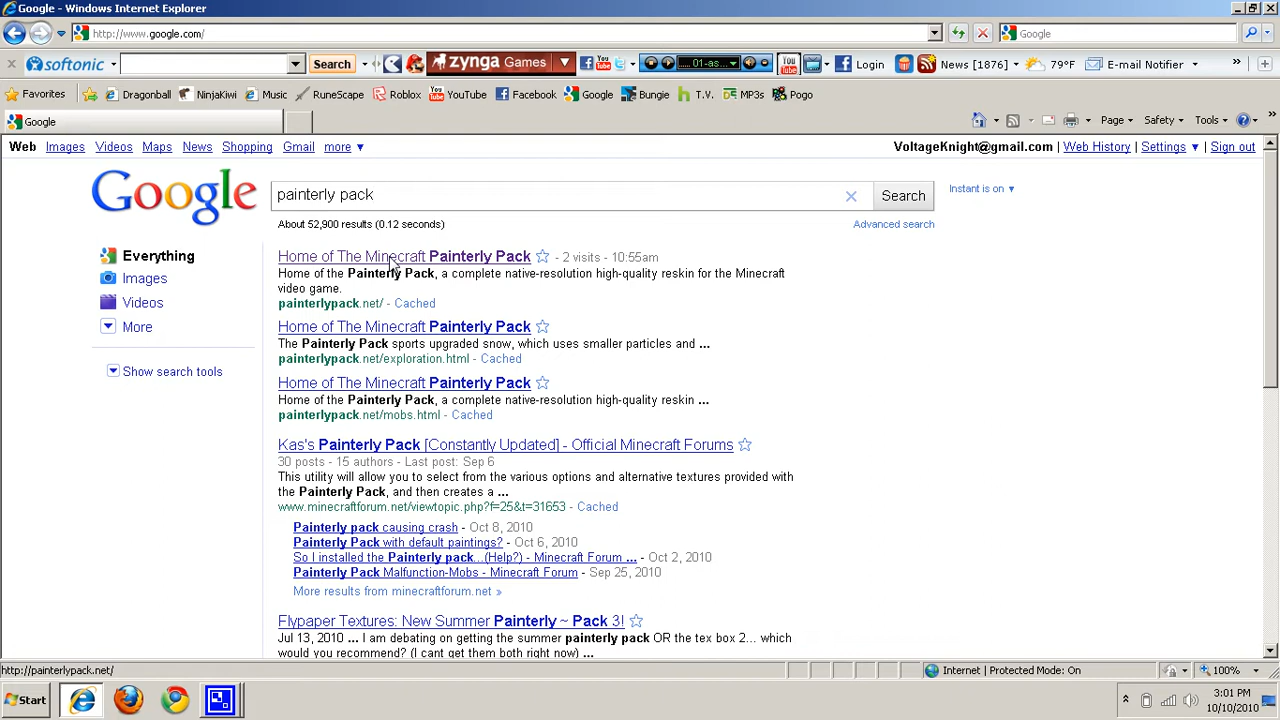 Google - Windows Internet Explorer
http://www.google.com/
Google
softonic
Search
zynga Games
01-as...
Login
News [1876]
79°F
E-mail Notifier
Favorites
Dragonball
NinjaKiwi
Music
RuneScape
Roblox
YouTube
Facebook
Google
Bungie
T.V.
MP3s
Pogo
Google
Page
Safety
Tools
Web Images Videos Maps News Shopping Gmail more ▼
VoltageKnight@gmail.com | Web History | Settings ▼ | Sign out
Google
painterly pack
Search
Instant is on ▼
About 52,900 results (0.12 seconds)
Advanced search
Everything
Images
Videos
More
Show search tools
Home of The Minecraft Painterly Pack - 2 visits - 10:55am
Home of the Painterly Pack, a complete native-resolution high-quality reskin for the Minecraft
video game.
painterlypack.net/ - Cached
Home of The Minecraft Painterly Pack
The Painterly Pack sports upgraded snow, which uses smaller particles and ...
painterlypack.net/exploration.html - Cached
Home of The Minecraft Painterly Pack
Home of the Painterly Pack, a complete native-resolution high-quality reskin ...
painterlypack.net/mobs.html - Cached
Kas's Painterly Pack [Constantly Updated] - Official Minecraft Forums
30 posts - 15 authors - Last post: Sep 6
This utility will allow you to select from the various options and alternative textures provided with
the Painterly Pack, and then creates a ...
www.minecraftforum.net/viewtopic.php?f=25&t=31653 - Cached
Painterly pack causing crash - Oct 8, 2010
Painterly Pack with default paintings? - Oct 6, 2010
So I installed the Painterly pack...(Help?) - Minecraft Forum ... - Oct 2, 2010
Painterly Pack Malfunction-Mobs - Minecraft Forum - Sep 25, 2010
More results from minecraftforum.net »
Flypaper Textures: New Summer Painterly ~ Pack 3!
Jul 13, 2010 ... I am debating on getting the summer painterly pack OR the tex box 2... which
would you recommend? (I cant get them both right now) ...
http://painterlypack.net/
Internet | Protected Mode: On
100%
Start
3:01 PM
10/10/2010